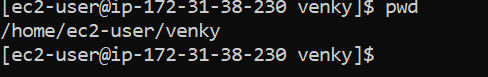 [ec2-user@ip-172-31-38-230 venky]$ pwd
/home/ec2-user/venky
[ec2-user@ip-172-31-38-230 venky]$